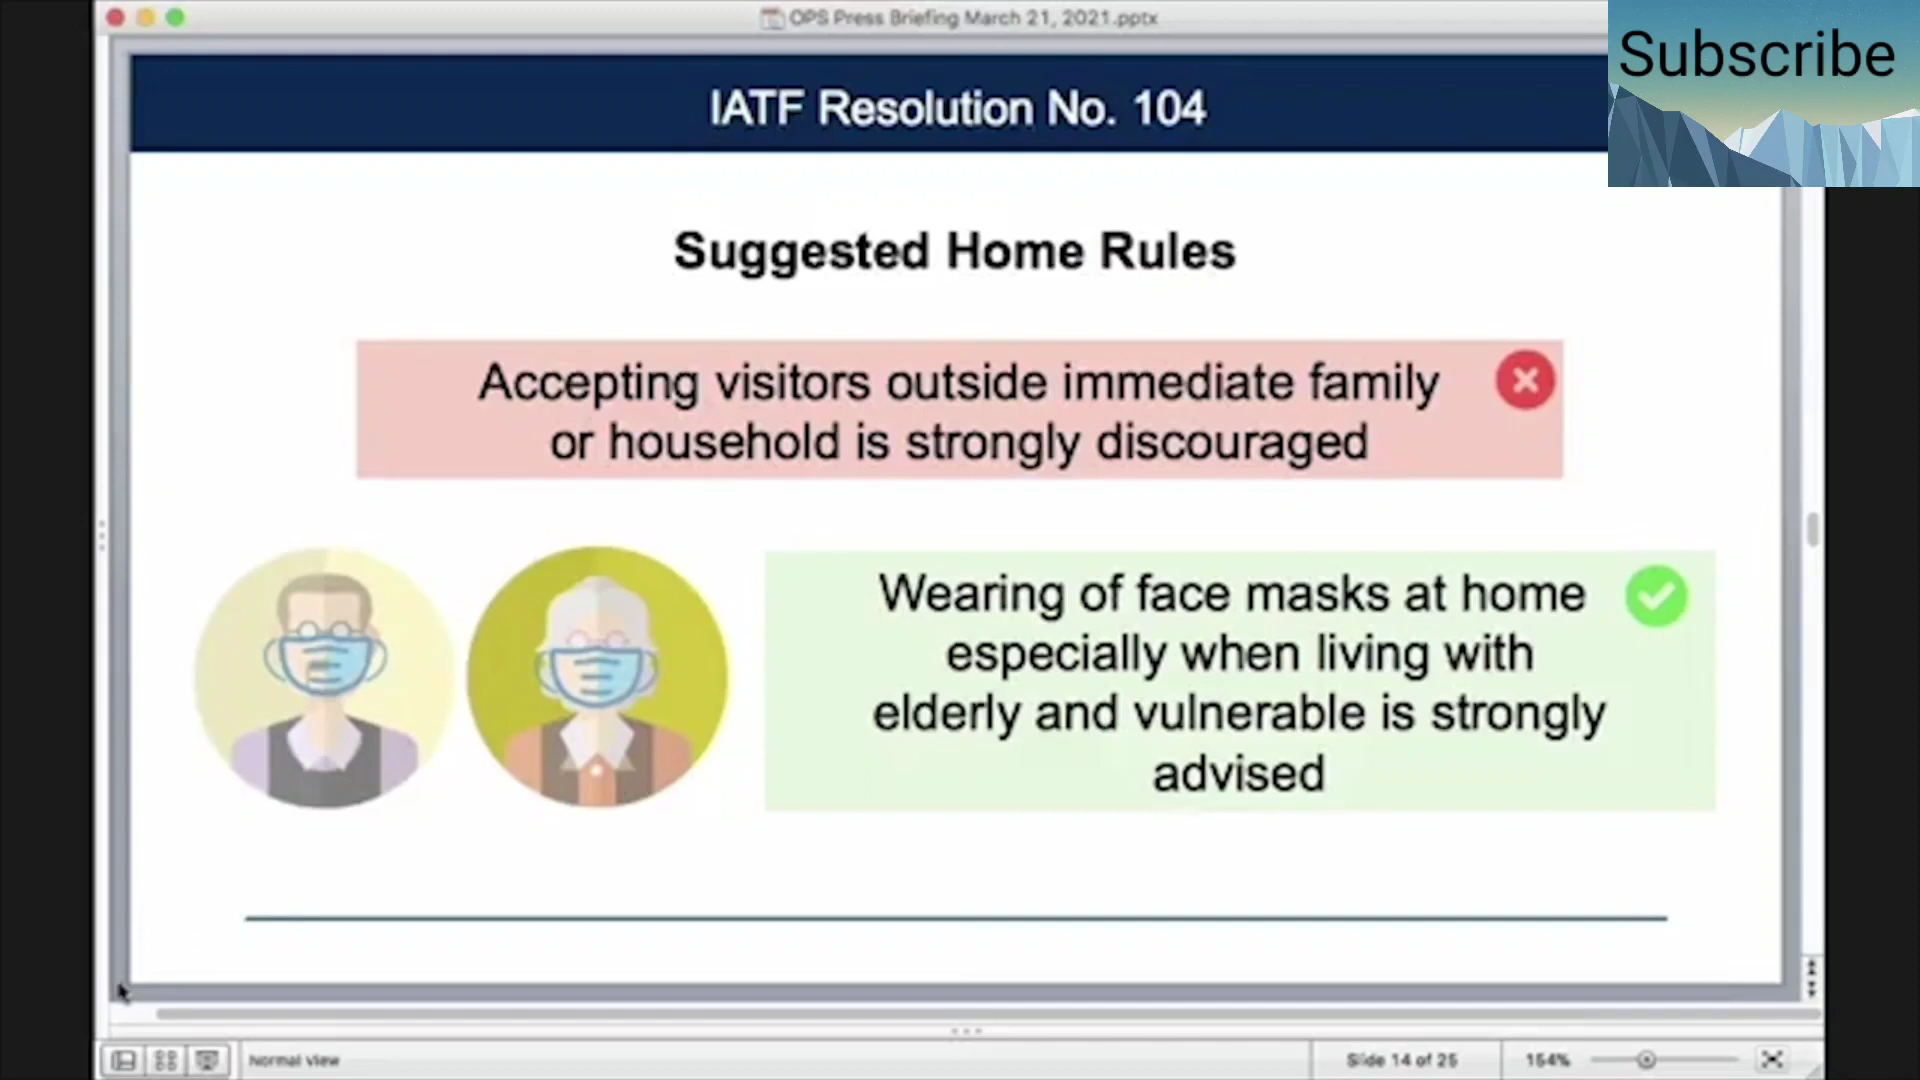 OPS Press Briefing March 21, 2021.pptx
Subscribe
IATF Resolution No. 104
Suggested Home Rules
Accepting visitors outside immediate family
or household is strongly discouraged
Wearing of face masks at home
especially when living with
elderly and vulnerable is strongly
advised
Normal View
Slide 14 of 25
154%